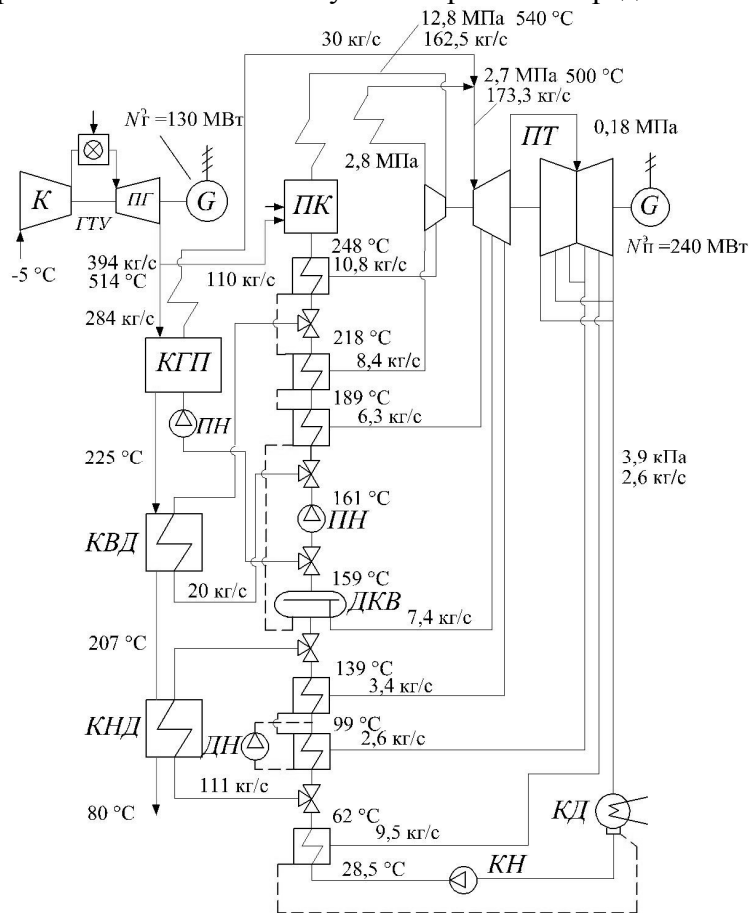 12,8 МПа 540 °С
30 кг/с
162,5 кг/с
2,7 МПа 500 °С
173,3 кг/с
Nэг =130 МВт
ПТ
0,18 МПа
2,8 МПа
К
ПГ
G
ГТУ
ПК
G
Nэп =240 МВт
-5 °С
394 кг/с
514 °С
110 кг/с
248 °С
10,8 кг/с
284 кг/с
218 °С
8,4 кг/с
КГП
189 °С
6,3 кг/с
ПН
225 °С
3,9 кПа
2,6 кг/с
161 °С
ПН
КВД
159 °С
20 кг/с
ДКВ
7,4 кг/с
207 °С
139 °С
3,4 кг/с
КНД
ДН
99 °С
2,6 кг/с
111 кг/с
80 °С
62 °С
КД
9,5 кг/с
28,5 °С
КН